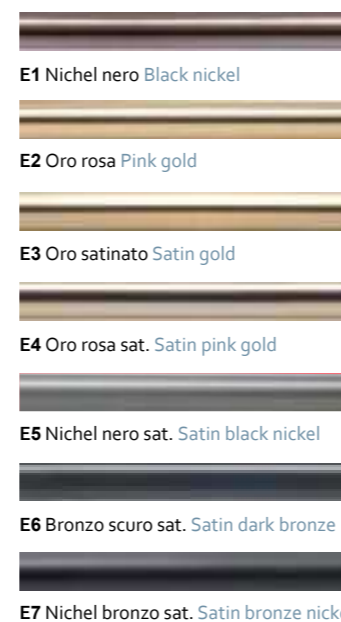 E1 Nichel nero Black nickel
E2 Oro rosa Pink gold
E3 Oro satinato Satin gold
E4 Oro rosa sat. Satin pink gold
E5 Nichel nero sat. Satin black nickel
E6 Bronzo scuro sat. Satin dark bronze
E7 Nichel bronzo sat. Satin bronze